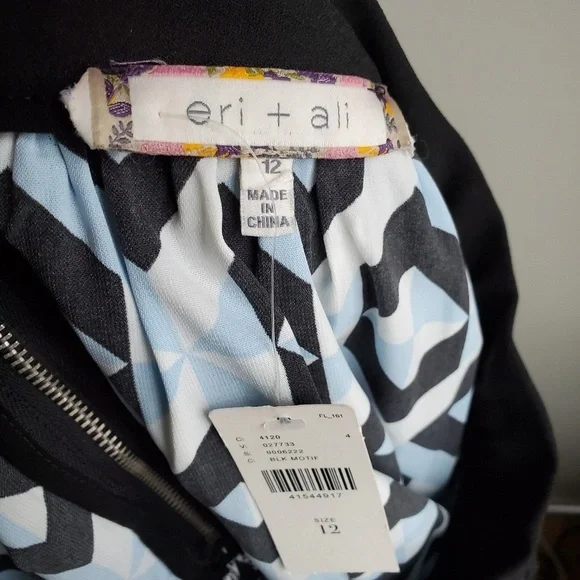 eri + ali
12
MADE
IN
CHINA
FL_161
D: 4120 4
V: 027733
S: 0006222
C: BLK MOTIF
41544917
SIZE
12